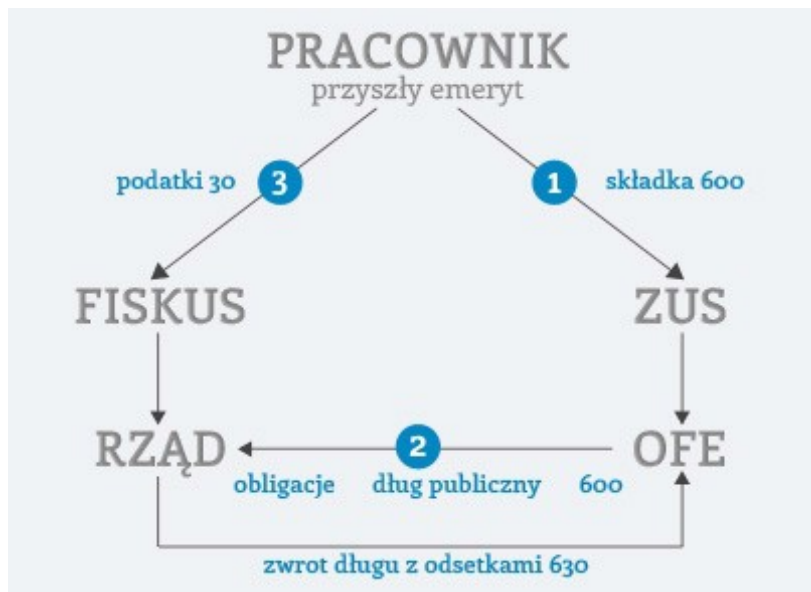 PRACOWNIK
przyszły emeryt
podatki 30 3 1 składka 600
FISKUS ZUS
RZĄD 2 OFE
obligacje dług publiczny 600
zwrot długu z odsetkami 630